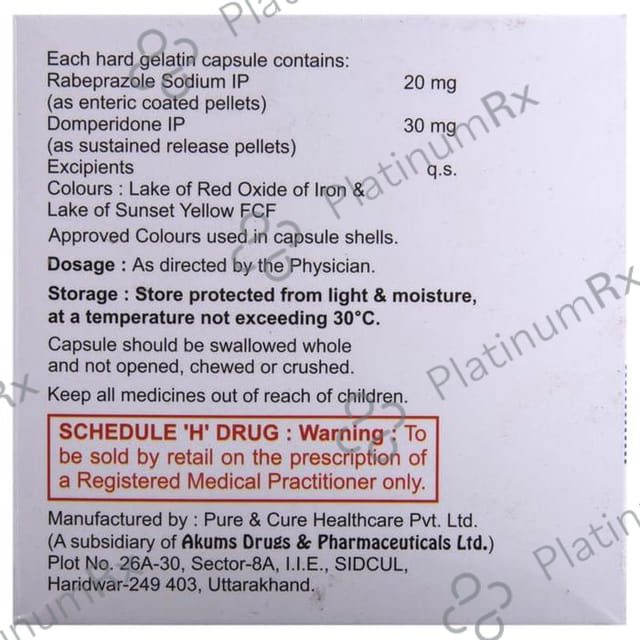 Each hard gelatin capsule contains:
Rabeprazole Sodium IP 20 mg
(as enteric coated pellets)
Domperidone IP 30 mg
(as sustained release pellets)
Excipients q.s.
Colours : Lake of Red Oxide of Iron &
Lake of Sunset Yellow FCF
Approved Colours used in capsule shells.
Dosage : As directed by the Physician.
Storage : Store protected from light & moisture,
at a temperature not exceeding 30°C.
Capsule should be swallowed whole
and not opened, chewed or crushed.
Keep all medicines out of reach of children.
SCHEDULE 'H' DRUG : Warning : To
be sold by retail on the prescription of
a Registered Medical Practitioner only.
Manufactured by : Pure & Cure Healthcare Pvt. Ltd.
(A subsidiary of Akums Drugs & Pharmaceuticals Ltd.)
Plot No. 26A-30, Sector-8A, I.I.E., SIDCUL,
Haridwar-249 403, Uttarakhand.
PlatinumRx
PlatinumRx
PlatinumRx
PlatinumRx
Platinum
Rx